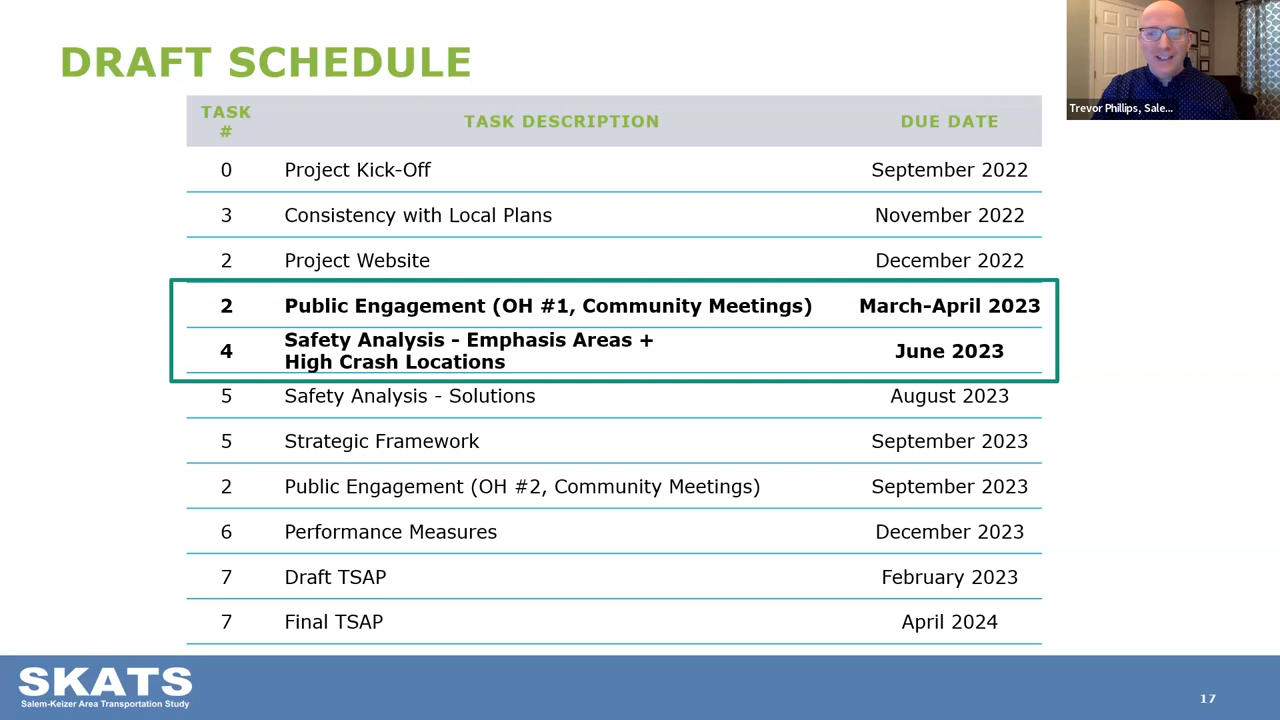 DRAFT SCHEDULE
Trevor Phillips, Sale...
TASK
#
TASK DESCRIPTION
DUE DATE
0 Project Kick-Off September 2022
3 Consistency with Local Plans November 2022
2 Project Website December 2022
2 Public Engagement (OH #1, Community Meetings) March-April 2023
4 Safety Analysis - Emphasis Areas +
High Crash Locations June 2023
5 Safety Analysis - Solutions August 2023
5 Strategic Framework September 2023
2 Public Engagement (OH #2, Community Meetings) September 2023
6 Performance Measures December 2023
7 Draft TSAP February 2023
7 Final TSAP April 2024
SKATS
Salem-Keizer Area Transportation Study
17